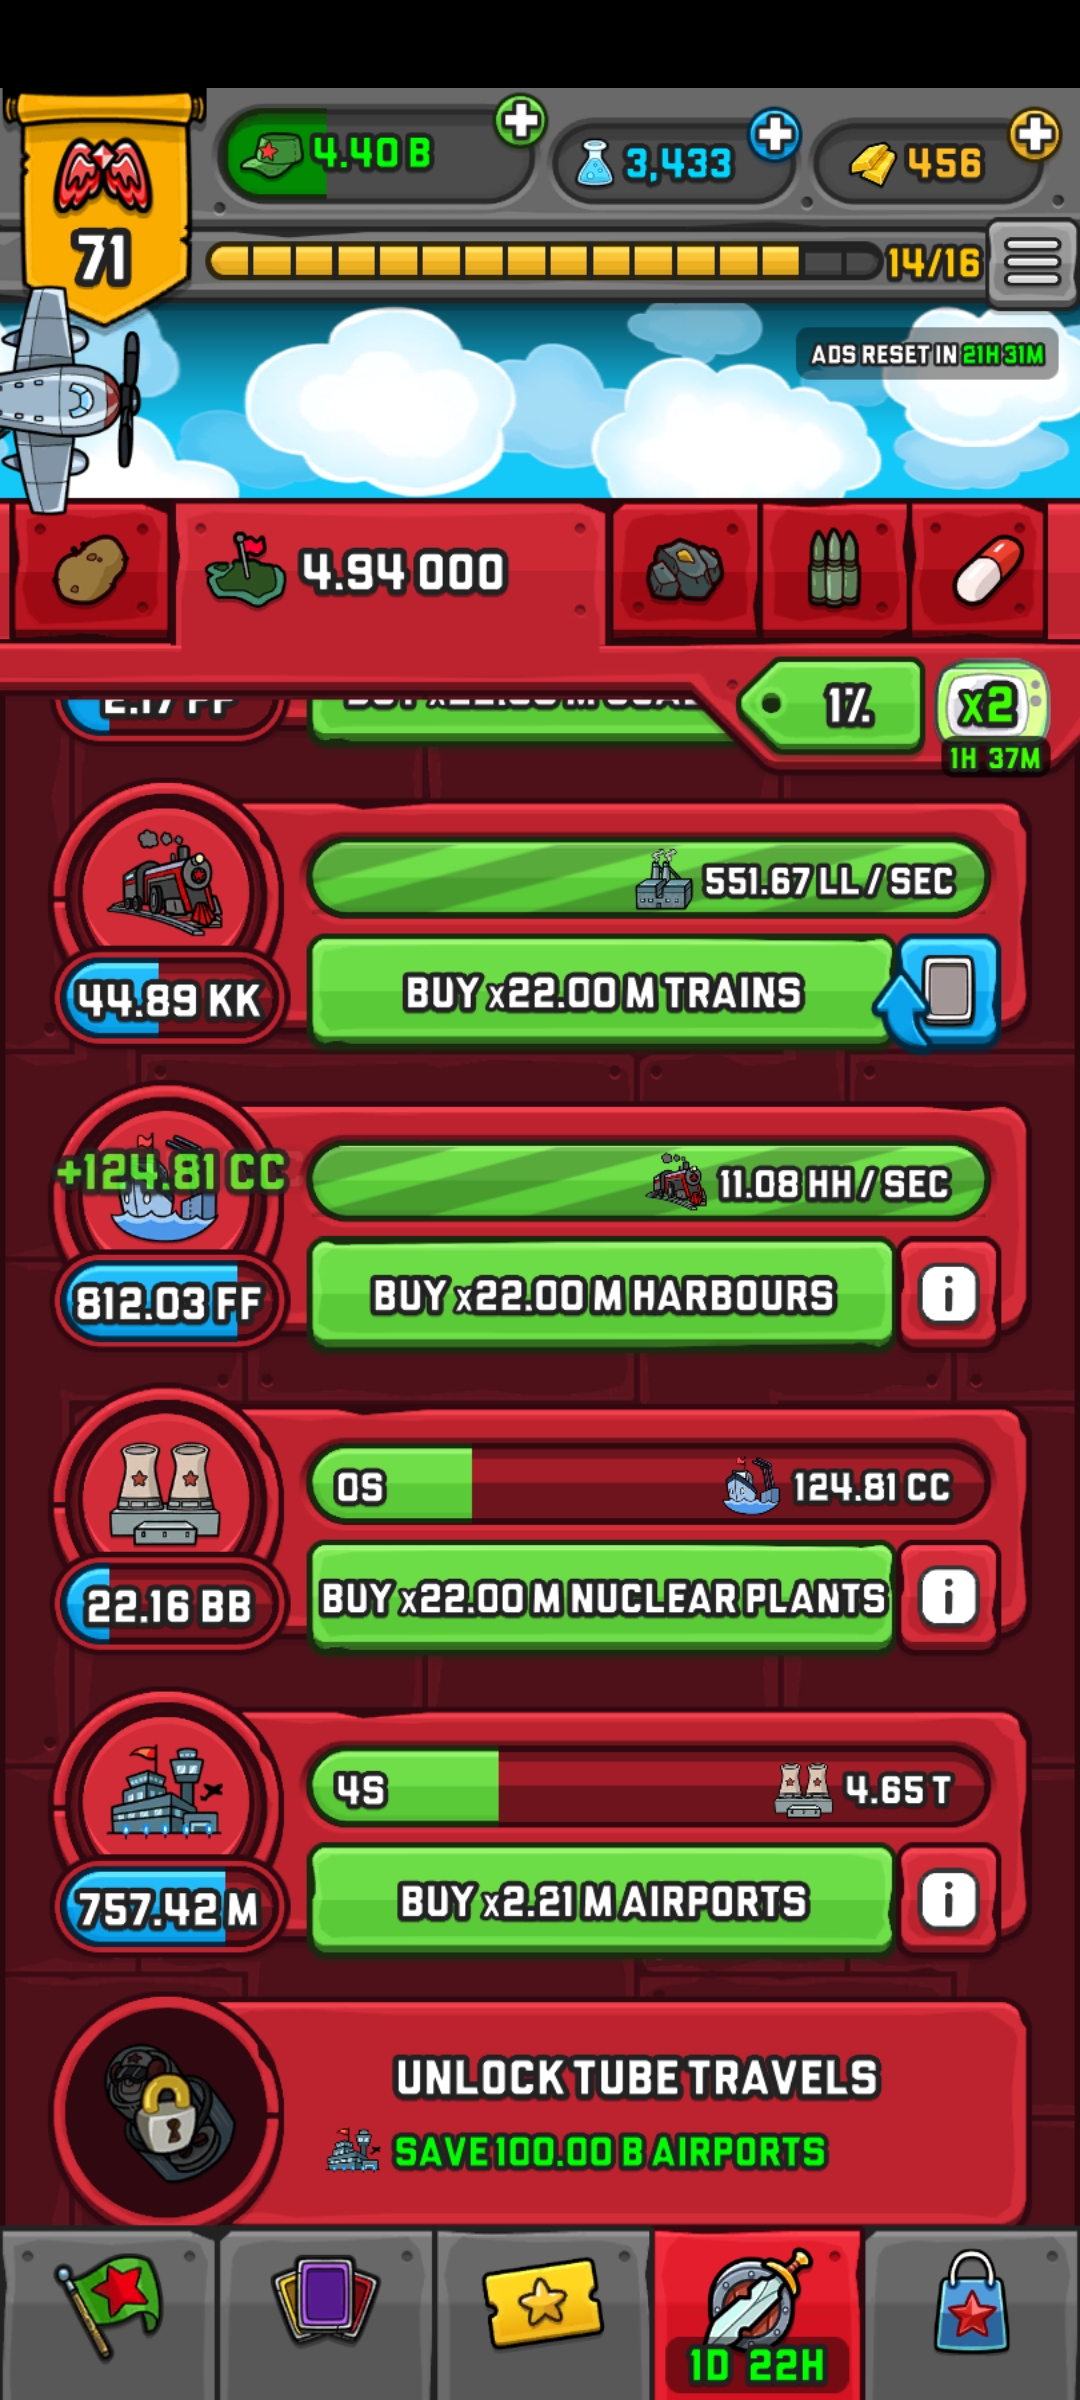 4.40 B
3,433
456
71
14/16
ADS RESET IN 21H 31M
4.94 000
1%
x2
1H 37M
551.67 LL / SEC
44.89 KK
BUY x22.00 M TRAINS
+124.81 CC
11.08 HH / SEC
812.03 FF
BUY x22.00 M HARBOURS
i
0S
124.81 CC
22.16 BB
BUY x22.00 M NUCLEAR PLANTS
i
4S
4.65 T
757.42 M
BUY x2.21 M AIRPORTS
i
UNLOCK TUBE TRAVELS
SAVE 100.00 B AIRPORTS
1D 22H